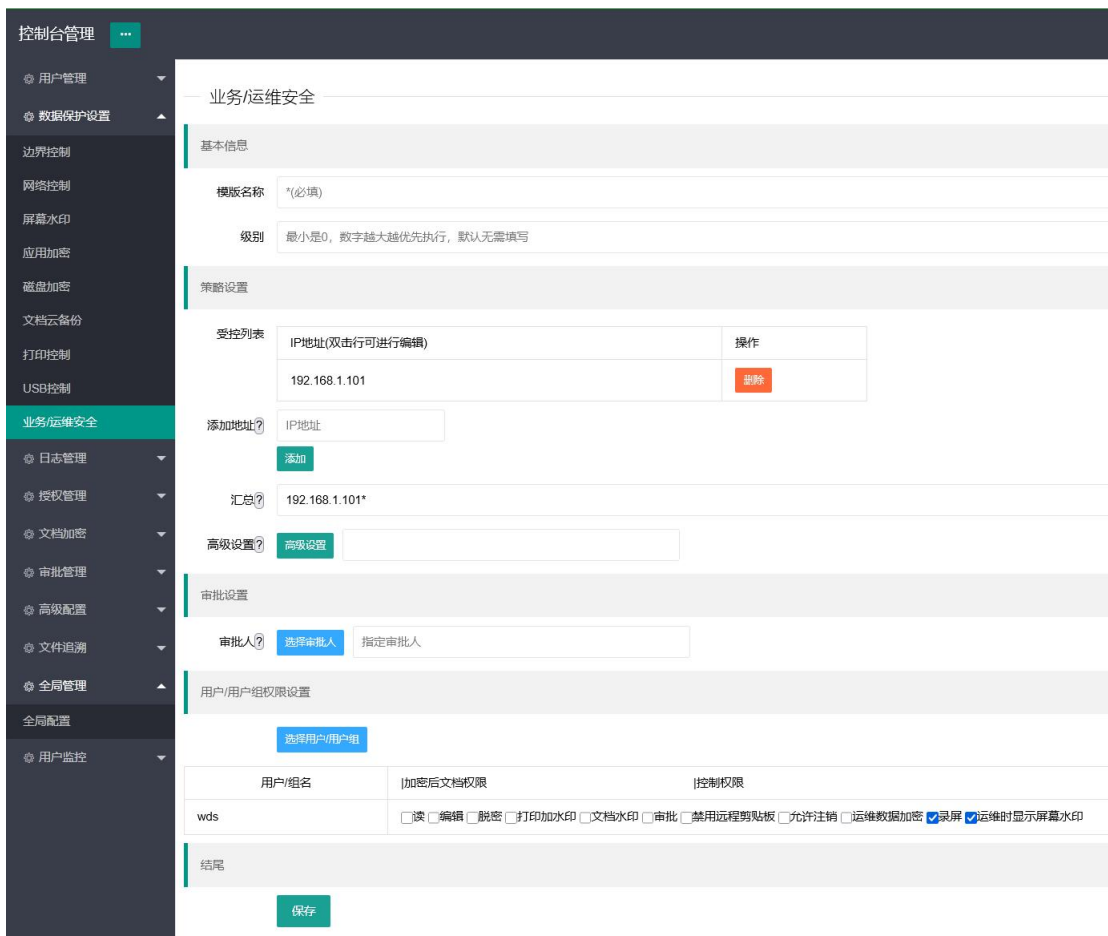 控制台管理 ···
用户管理
数据保护设置
边界控制
网络控制
屏幕水印
应用加密
磁盘加密
文档云备份
打印控制
USB控制
业务/运维安全
日志管理
授权管理
文档加密
审批管理
高级配置
文件追溯
全局管理
全局配置
用户监控
业务/运维安全
基本信息
模版名称 *(必填)
级别 最小是0，数字越大越优先执行，默认无需填写
策略设置
受控列表 IP地址(双击行可进行编辑) 操作
192.168.1.101 删除
添加地址? IP地址
添加
汇总? 192.168.1.101*
高级设置? 高级设置
审批设置
审批人? 选择审批人 指定审批人
用户/用户组权限设置
选择用户/用户组
用户/组名 |加密后文档权限 |控制权限
wds 读 编辑 脱密 打印加水印 文档水印 审批 禁用远程剪贴板 允许注销 运维数据加密 录屏 运维时显示屏幕水印
结尾
保存